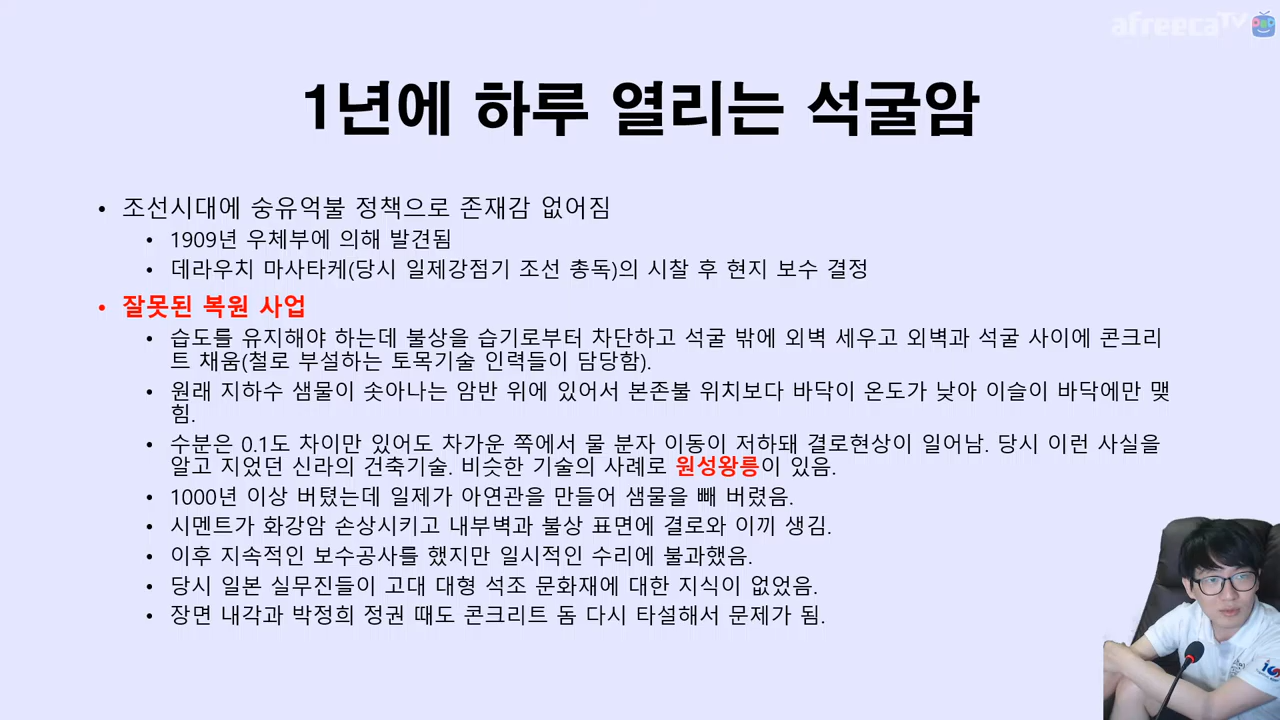 afreecaTV
1년에 하루 열리는 석굴암
• 조선시대에 숭유억불 정책으로 존재감 없어짐
• 1909년 우체부에 의해 발견됨
• 데라우치 마사타케(당시 일제강점기 조선 총독)의 시찰 후 현지 보수 결정
• 잘못된 복원 사업
• 습도를 유지해야 하는데 불상을 습기로부터 차단하고 석굴 밖에 외벽 세우고 외벽과 석굴 사이에 콘크리
트 채움(철로 부설하는 토목기술 인력들이 담당함).
• 원래 지하수 샘물이 솟아나는 암반 위에 있어서 본존불 위치보다 바닥이 온도가 낮아 이슬이 바닥에만 맺
힘.
• 수분은 0.1도 차이만 있어도 차가운 쪽에서 물 분자 이동이 저하돼 결로현상이 일어남. 당시 이런 사실을
알고 지었던 신라의 건축기술. 비슷한 기술의 사례로 원성왕릉이 있음.
• 1000년 이상 버텼는데 일제가 아연관을 만들어 샘물을 빼 버렸음.
• 시멘트가 화강암 손상시키고 내부벽과 불상 표면에 결로와 이끼 생김.
• 이후 지속적인 보수공사를 했지만 일시적인 수리에 불과했음.
• 당시 일본 실무진들이 고대 대형 석조 문화재에 대한 지식이 없었음.
• 장면 내각과 박정희 정권 때도 콘크리트 돔 다시 타설해서 문제가 됨.